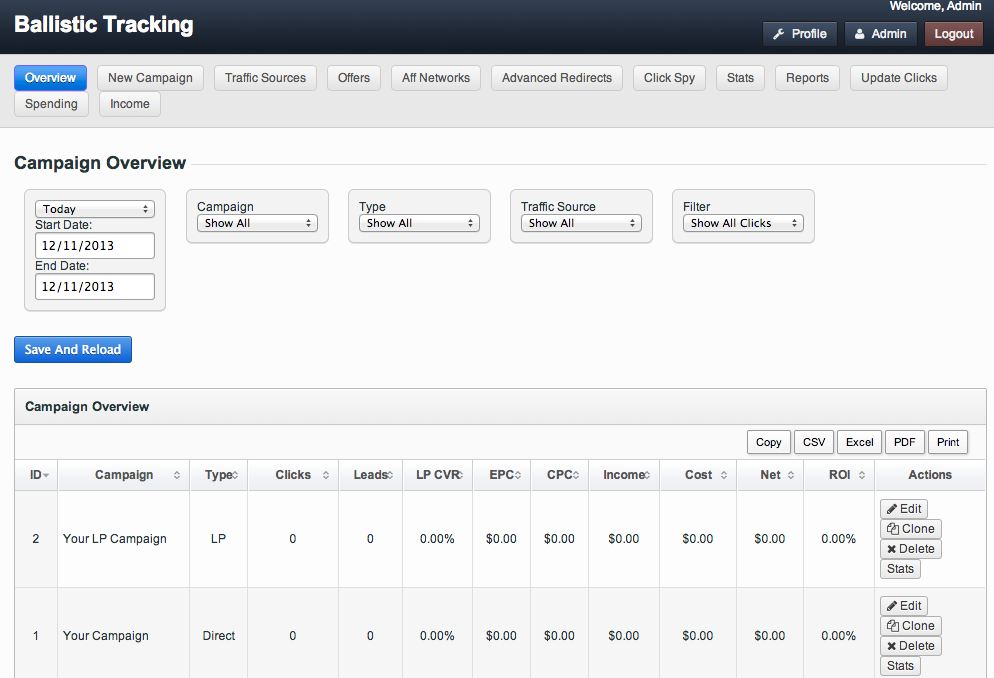 Welcome, Admin
Ballistic Tracking
Profile Admin Logout
Overview New Campaign Traffic Sources Offers Aff Networks Advanced Redirects Click Spy Stats Reports Update Clicks
Spending Income
Campaign Overview
Today
Start Date:
12/11/2013
End Date:
12/11/2013
Campaign
Show All
Type
Show All
Traffic Source
Show All
Filter
Show All Clicks
Save And Reload
Campaign Overview
Copy CSV Excel PDF Print
ID Campaign Type Clicks Leads LP CVR EPC CPC Income Cost Net ROI Actions
2 Your LP Campaign LP 0 0 0.00% $0.00 $0.00 $0.00 $0.00 $0.00 0.00%
Edit
Clone
Delete
Stats
1 Your Campaign Direct 0 0 0.00% $0.00 $0.00 $0.00 $0.00 $0.00 0.00%
Edit
Clone
Delete
Stats